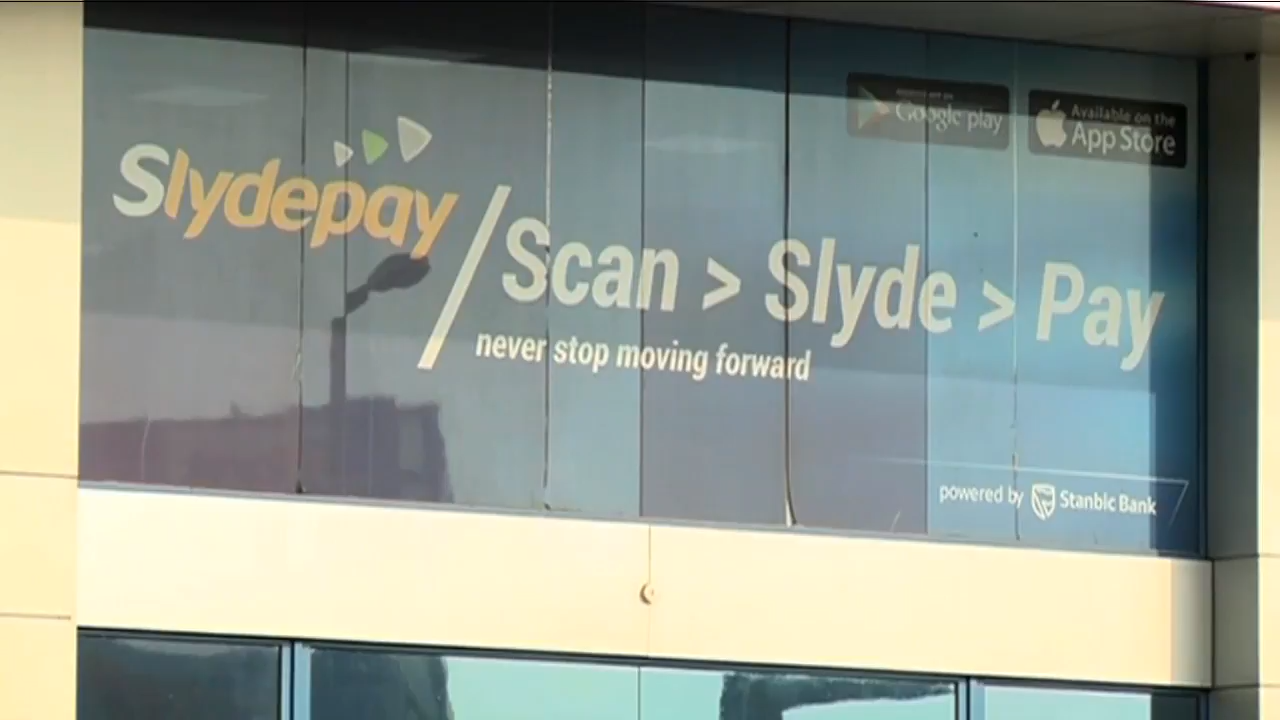 Google play
Available on the
App Store
Slydepay
Scan > Slyde > Pay
never stop moving forward
powered by Stanbic Bank